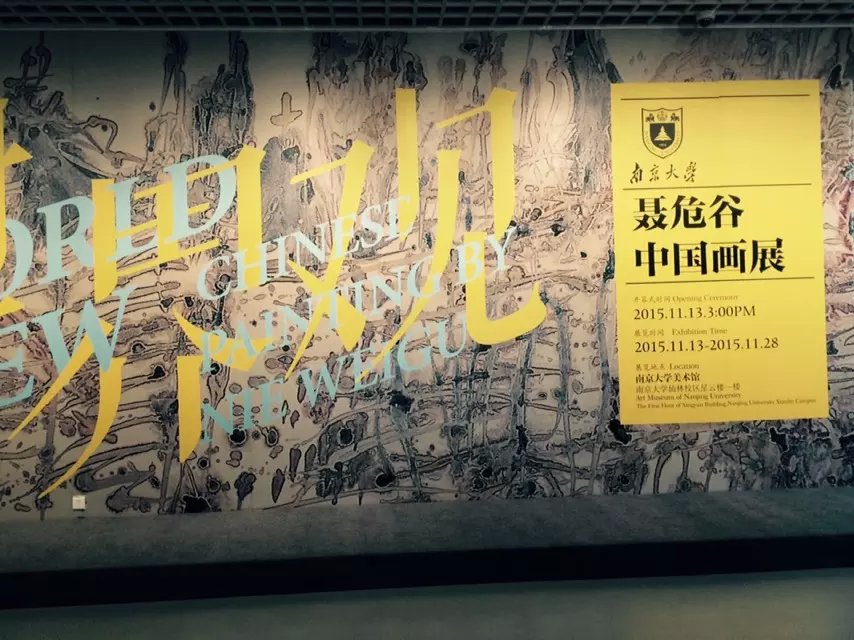 界观
ORLD
EW
CHINESE
PAINTING BY
NIE WEIGU
南京大学
聂危谷
中国画展
开幕式时间 Opening Ceremony
2015.11.13.3:00PM
展览时间 Exhibition Time
2015.11.13-2015.11.28
展览地点 Location
南京大学美术馆
南京大学仙林校区星云楼一楼
Art Museum of Nanjing University
The First Floor of Xingyun Building, Nanjing University Xianlin Campus